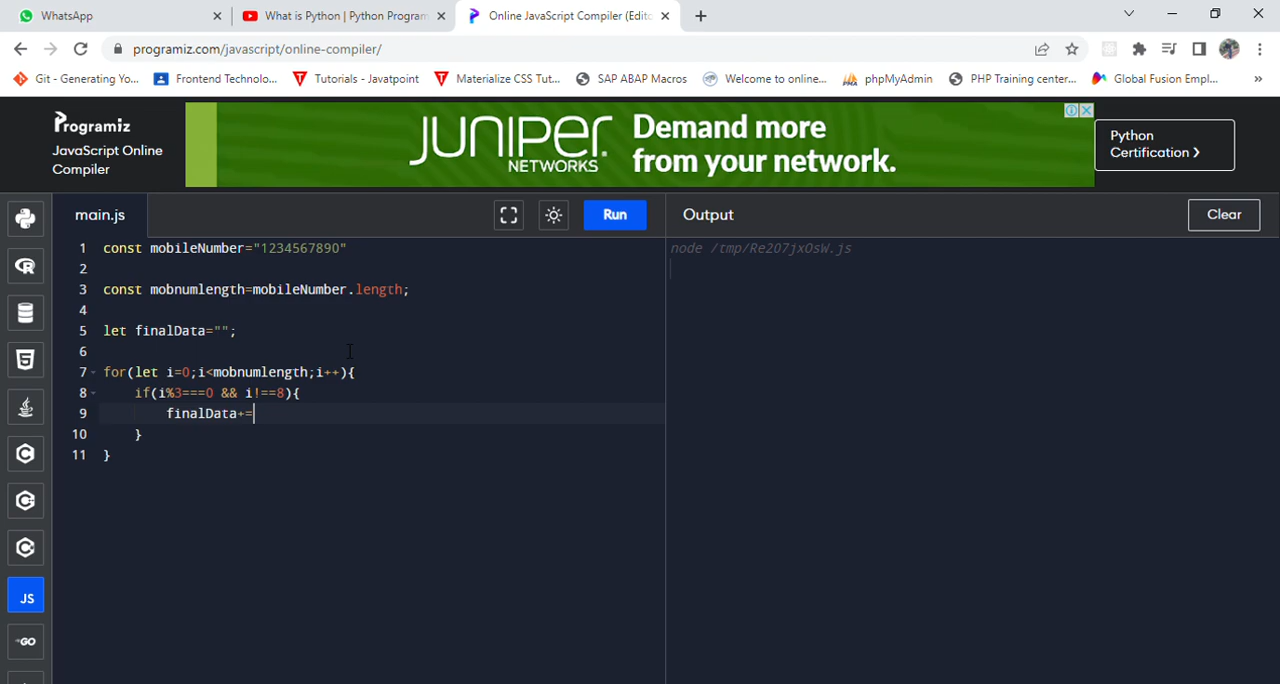 WhatsApp
What is Python | Python Program
Online JavaScript Compiler (Edito
programiz.com/javascript/online-compiler/
Git - Generating Yo...
Frontend Technolo...
Tutorials - Javatpoint
Materialize CSS Tut...
SAP ABAP Macros
Welcome to online...
phpMyAdmin
PHP Training center...
Global Fusion Empl...
»
Programiz
JavaScript Online
Compiler
JUNIPER
NETWORKS
Demand more
from your network.
Python
Certification ❯
main.js
Run
Output
Clear
1 const mobileNumber="1234567890"
2
3 const mobnumlength=mobileNumber.length;
4
5 let finalData="";
6
7 for(let i=0;i<mobnumlength;i++){
8 if(i%3===0 && i!==8){
9 finalData+=
10 }
11 }
node /tmp/Re207jxOsW.js
R
5
C
C
C
JS
GO